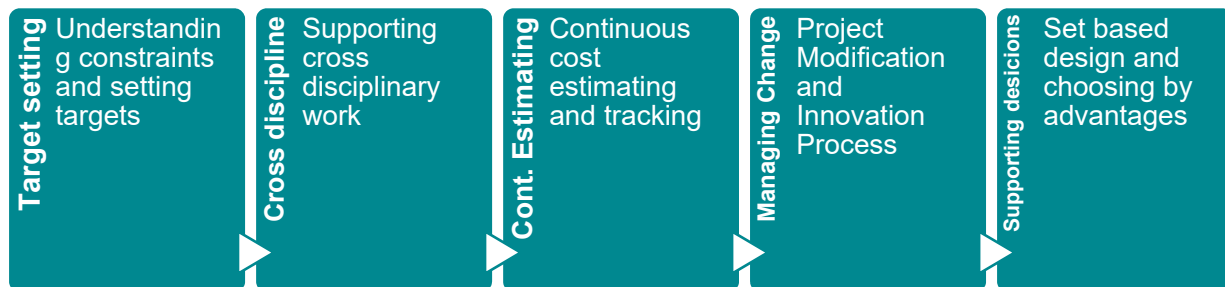 Target setting
Understandin
g constraints
and setting
targets
Cross discipline
Supporting
cross
disciplinary
work
Cont. Estimating
Continuous
cost
estimating
and tracking
Managing Change
Project
Modification
and
Innovation
Process
Supporting desicions
Set based
design and
choosing by
advantages